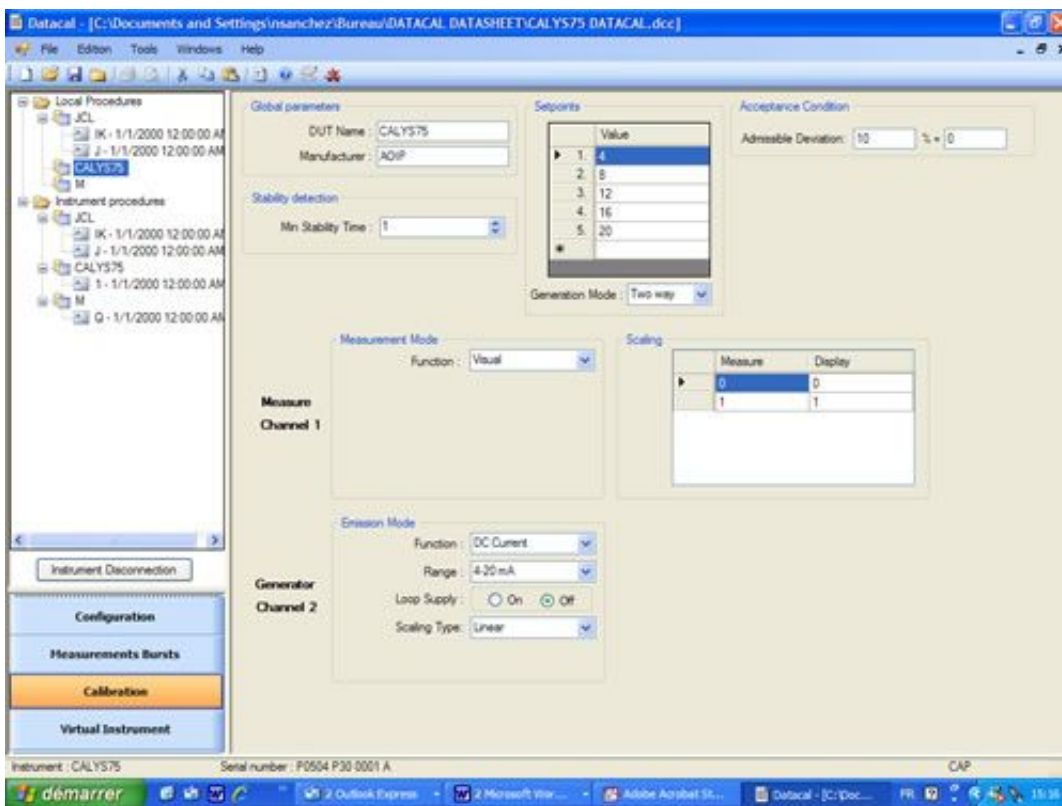 Datacal - [C:\Documents and Settings\nsanchez\Bureau\DATACAL DATASHEET\CALYS75 DATACAL.dcc]
File Edition Tools Windows Help
Local Procedures
JCL
IK - 1/1/2000 12:00:00 AM
J - 1/1/2000 12:00:00 AM
CALYS75
M
Instrument procedures
JCL
IK - 1/1/2000 12:00:00 AM
J - 1/1/2000 12:00:00 AM
CALYS75
1 - 1/1/2000 12:00:00 AM
M
Q - 1/1/2000 12:00:00 AM
Instrument Disconnection
Configuration
Measurements Bursts
Calibration
Virtual Instrument
Global parameters
DUT Name : CALYS75
Manufacturer : AOIP
Stability detection
Min Stability Time : 1
Setpoints
Value
1. 4
2. 8
3. 12
4. 16
5. 20
Generation Mode : Two way
Acceptance Condition
Admissible Deviation: 10 % + 0
Measure Channel 1
Measurement Mode
Function : Visual
Scaling
Measure Display
0 0
1 1
Generator Channel 2
Emission Mode
Function : DC Current
Range : 4-20 mA
Loop Supply : On Off
Scaling Type: Linear
Instrument : CALYS75 Serial number : P0504 P30 0001 A CAP
démarrer 2 Outlook Express 2 Microsoft Wor... Adobe Acrobat St... Datacal - [C:\Doc... FR